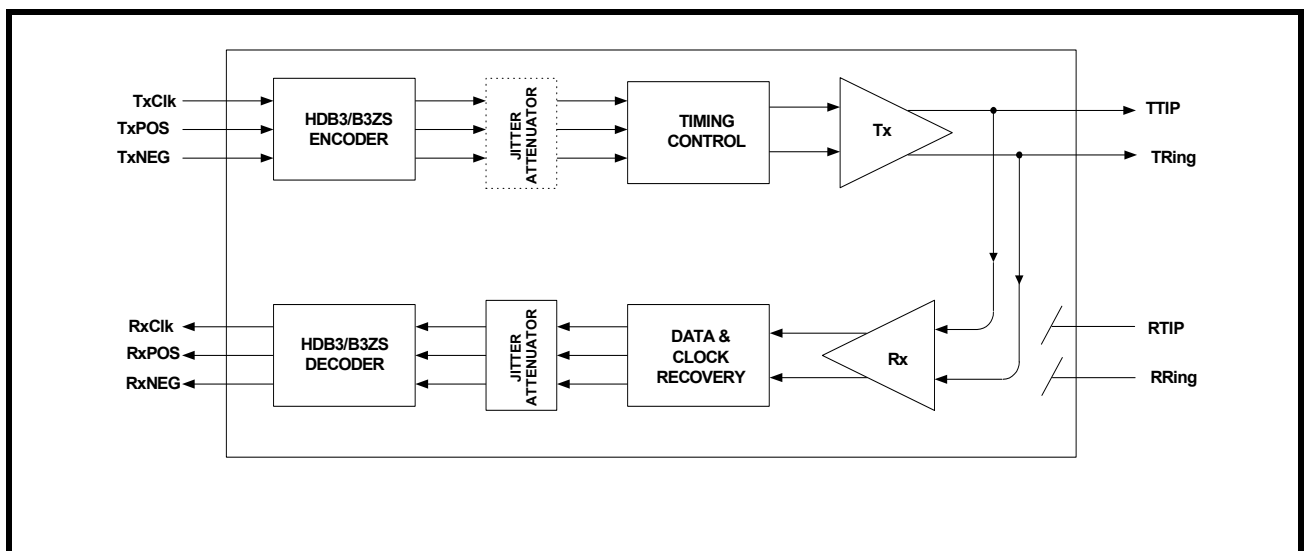 TxClk
TxPOS
TxNEG
HDB3/B3ZS
ENCODER
JITTER
ATTENUATOR
TIMING
CONTROL
Tx
TTIP
TRing
RxClk
RxPOS
RxNEG
HDB3/B3ZS
DECODER
JITTER
ATTENUATOR
DATA &
CLOCK
RECOVERY
Rx
RTIP
RRing